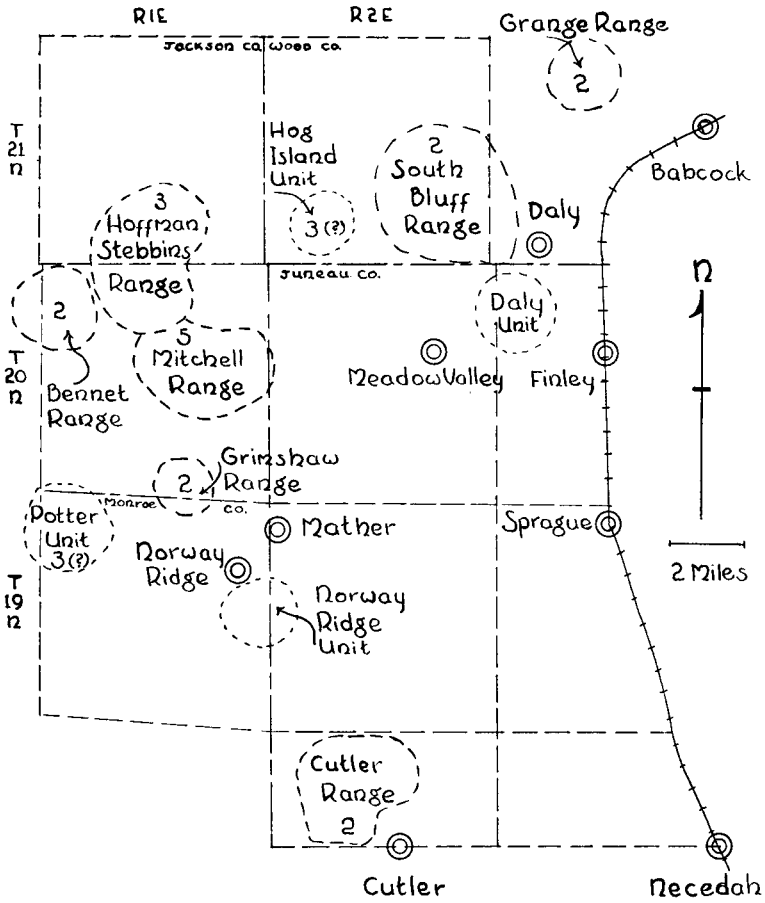 R1E
R2E
Grange Range
2
Jackson Co. Wood Co.
T
21
n
Hog
Island
Unit
3 (?)
2
South
Bluff
Range
Babcock
Daly
3
Hoffman
Stebbins
Range
Juneau Co.
n
2
Bennet
Range
5
Mitchell
Range
Daly
Unit
Meadow Valley
Finley
T
20
n
2
Grimshaw
Range
Monroe Co.
Potter
Unit
3 (?)
Mather
Sprague
2 Miles
Norway
Ridge
T
19
n
Norway
Ridge
Unit
Cutler
Range
2
Cutler
Necedah